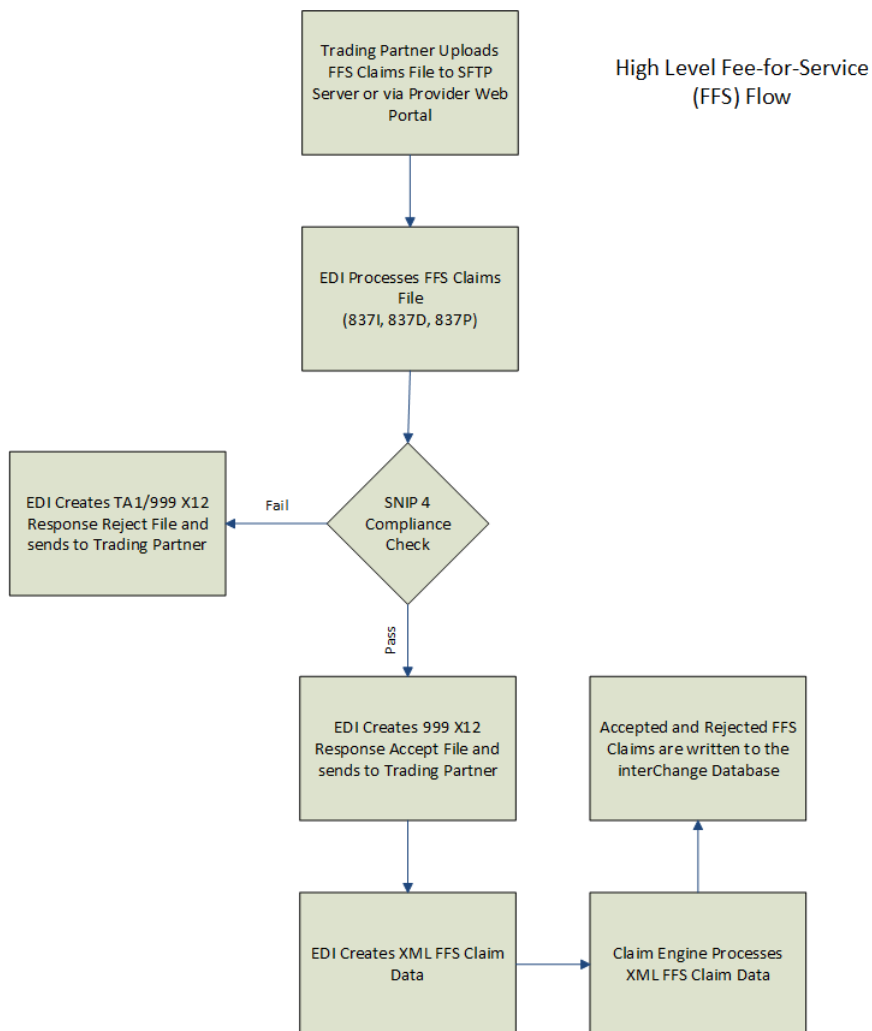 Trading Partner Uploads
FFS Claims File to SFTP
Server or via Provider Web
Portal
High Level Fee-for-Service
(FFS) Flow
EDI Processes FFS Claims
File
(837I, 837D, 837P)
EDI Creates TA1/999 X12
Response Reject File and
sends to Trading Partner
Fail
SNIP 4
Compliance
Check
Pass
EDI Creates 999 X12
Response Accept File and
sends to Trading Partner
Accepted and Rejected FFS
Claims are written to the
interChange Database
EDI Creates XML FFS Claim
Data
Claim Engine Processes
XML FFS Claim Data